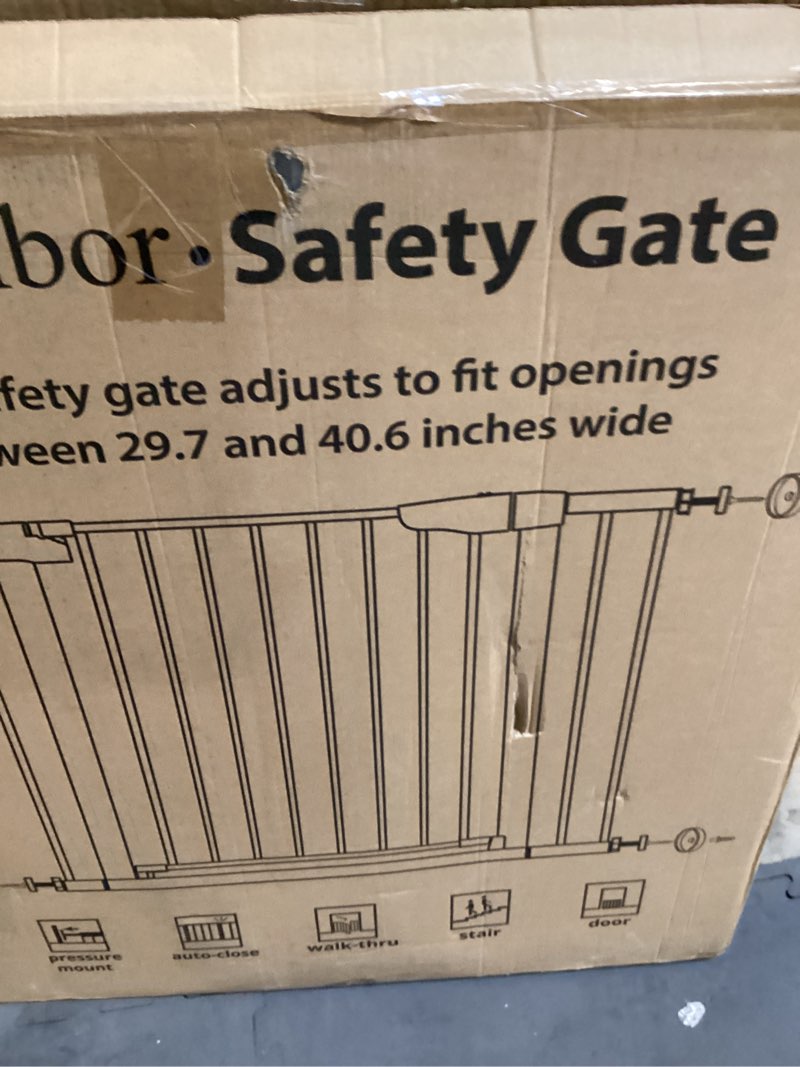 bor • Safety Gate
fety gate adjusts to fit openings
ween 29.7 and 40.6 inches wide
pressure
mount
auto-close
walk-thru
stair
door